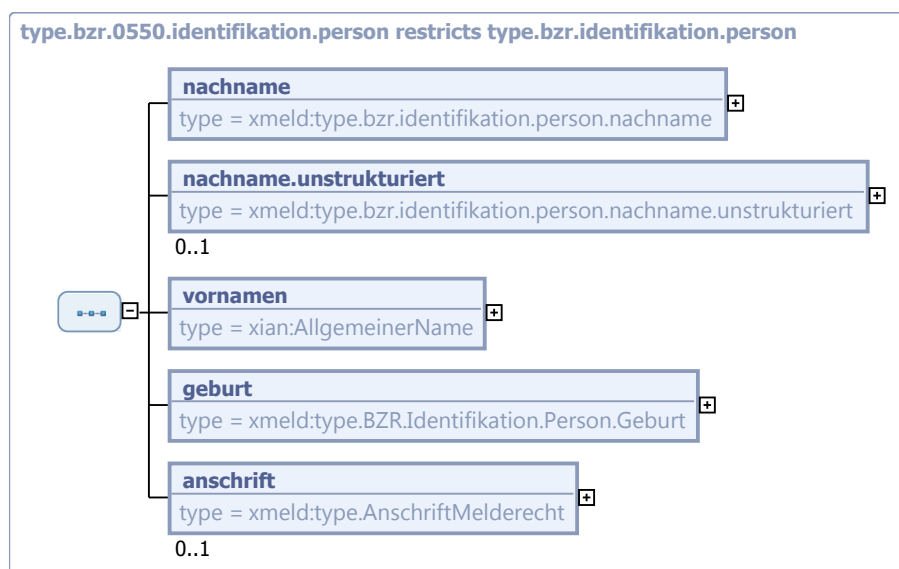 type.bzr.0550.identifikation.person restricts type.bzr.identifikation.person
nachname
type = xmeld:type.bzr.identifikation.person.nachname
nachname.unstrukturiert
type = xmeld:type.bzr.identifikation.person.nachname.unstrukturiert
0..1
vornamen
type = xian:AllgemeinerName
geburt
type = xmeld:type.BZR.Identifikation.Person.Geburt
anschrift
type = xmeld:type.AnschriftMelderecht
0..1